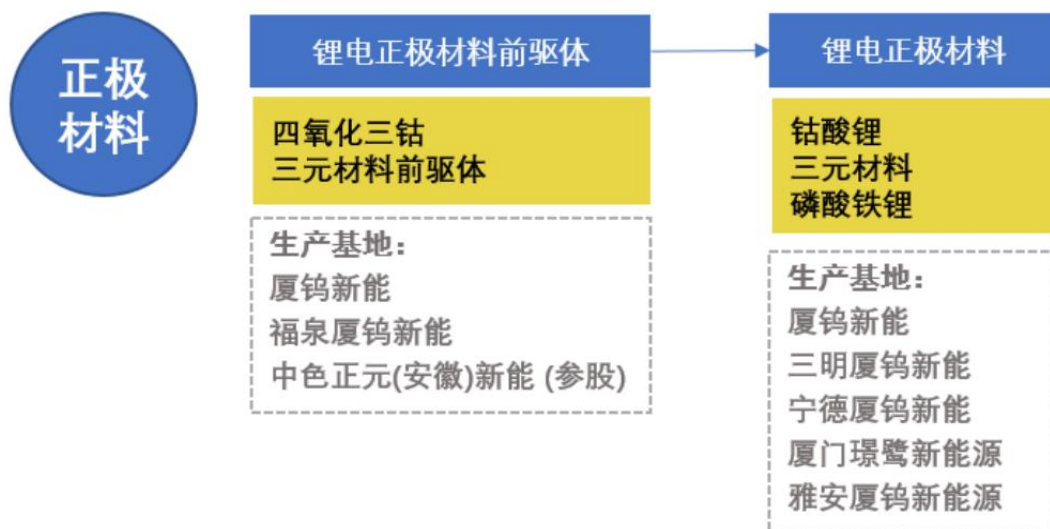 正极
材料
锂电正极材料前驱体
四氧化三钴
三元材料前驱体
生产基地：
厦钨新能
福泉厦钨新能
中色正元(安徽)新能 (参股)
锂电正极材料
钴酸锂
三元材料
磷酸铁锂
生产基地：
厦钨新能
三明厦钨新能
宁德厦钨新能
厦门璟鹭新能源
雅安厦钨新能源